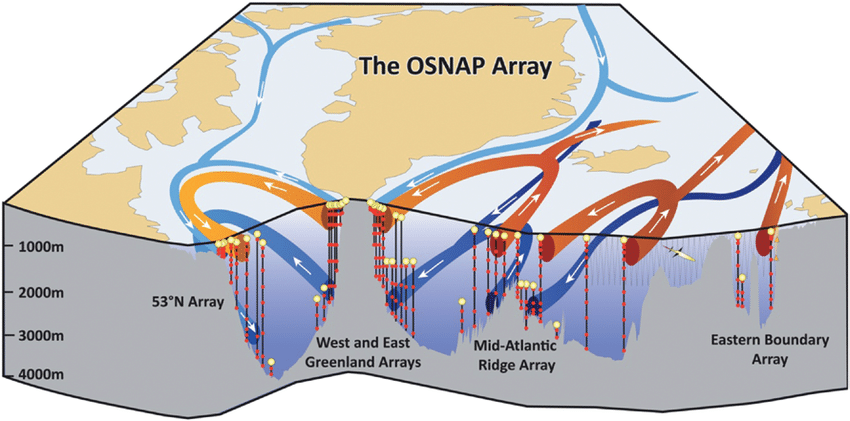 The OSNAP Array
1000m
2000m
3000m
4000m
53°N Array
West and East
Greenland Arrays
Mid-Atlantic
Ridge Array
Eastern Boundary
Array